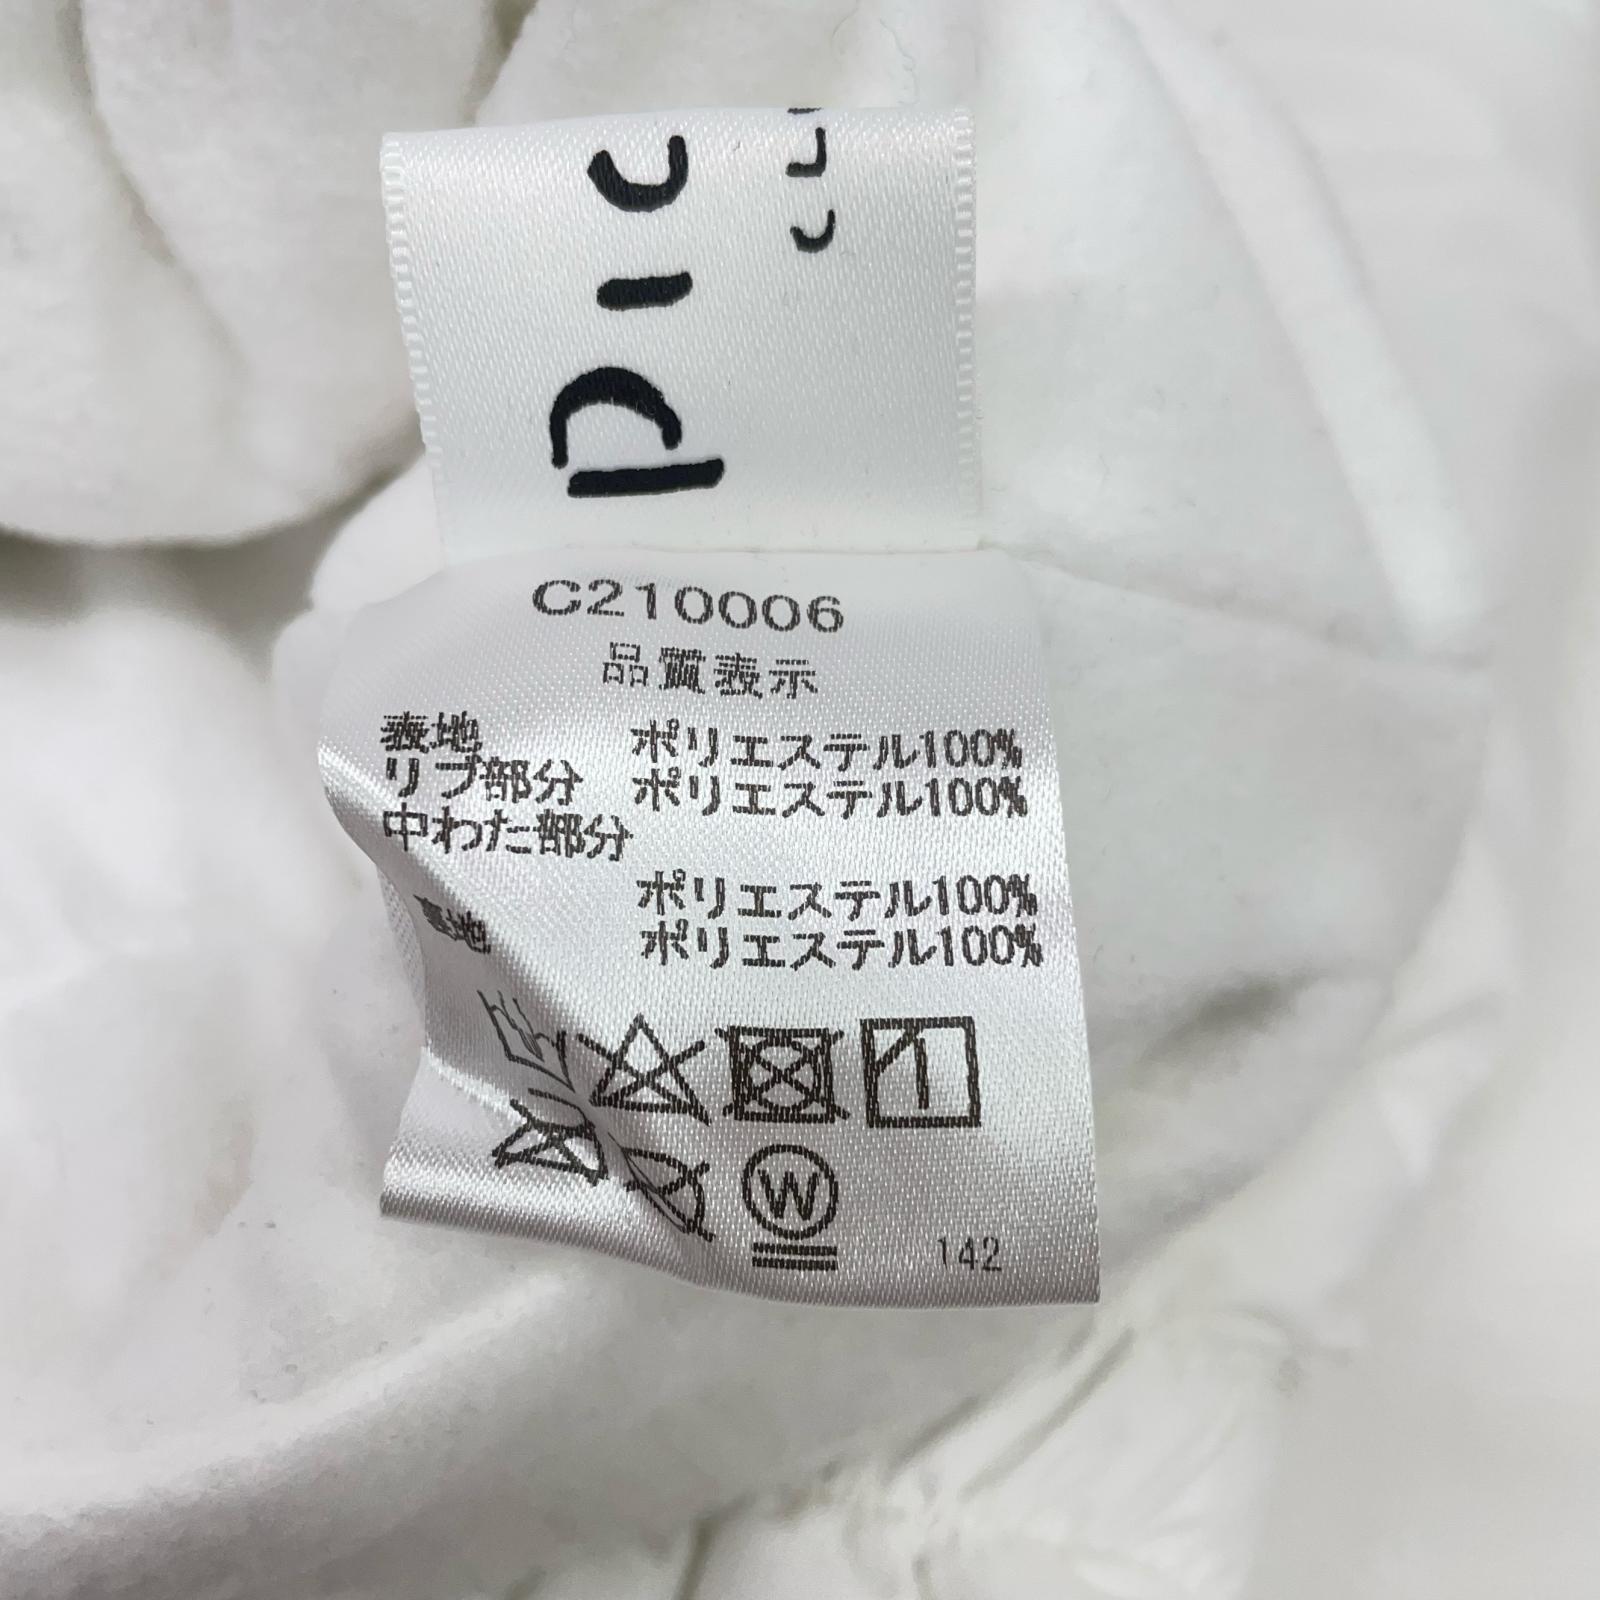 C210006
品質表示
表地 ポリエステル100%
リブ部分 ポリエステル100%
中わた部分
ポリエステル100%
裏地 ポリエステル100%
W
142